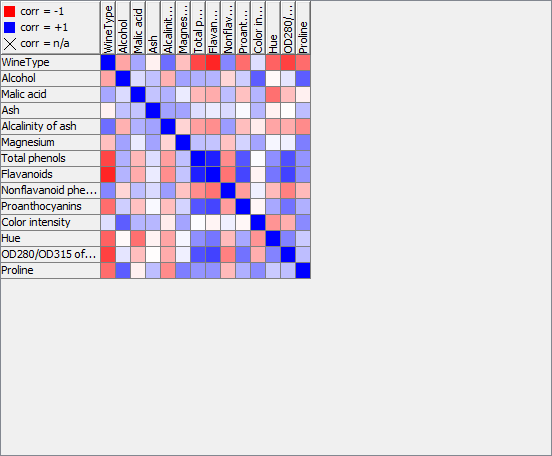 corr = -1
corr = +1
corr = n/a
WineType
Alcohol
Malic acid
Ash
Alcalinit...
Magnes...
Total p...
Flavan...
Nonflav...
Proant...
Color in...
Hue
OD280/...
Proline
WineType
Alcohol
Malic acid
Ash
Alcalinity of ash
Magnesium
Total phenols
Flavanoids
Nonflavanoid phe...
Proanthocyanins
Color intensity
Hue
OD280/OD315 of...
Proline